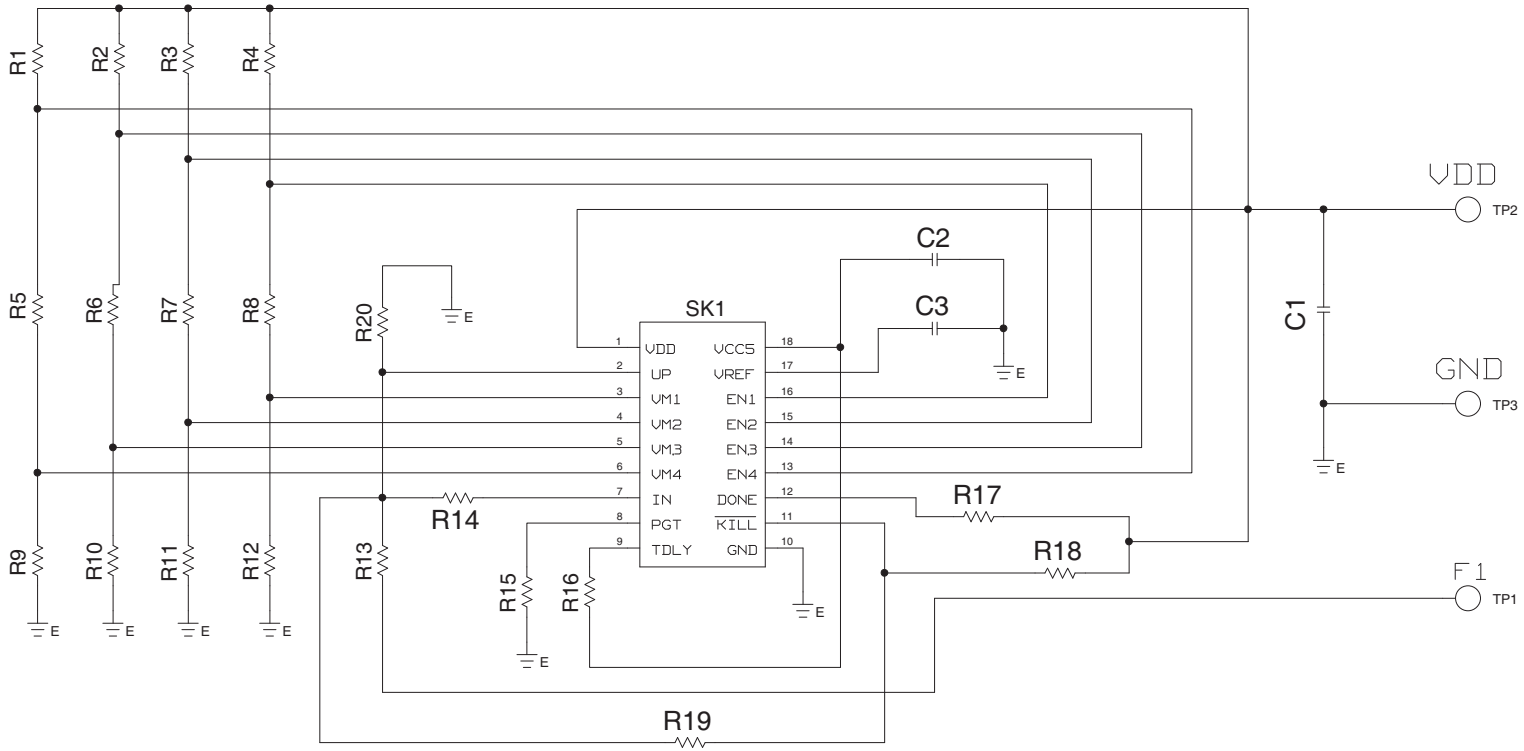 R1
R2
R3
R4
VDD
TP2
C2
R5
R6
R7
R8
R20
E
SK1
C3
C1
1 VDD VCC5 18
2 UP VREF 17
E
GND
3 VM1 EN1 16
TP3
4 VM2 EN2 15
5 VM3 EN3 14
6 VM4 EN4 13
E
7 IN DONE 12
R17
R14
8 PGT KILL 11
9 TDLY GND 10
R18
R9
R10
R11
R12
R13
R15
R16
F1
TP1
E
E
E
E
E
E
R19